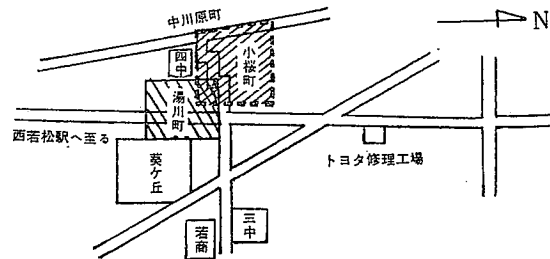 中川原町
N
四中
小桜町
湯川町
西若松駅へ至る
トヨタ修理工場
葵ケ丘
三中
若商